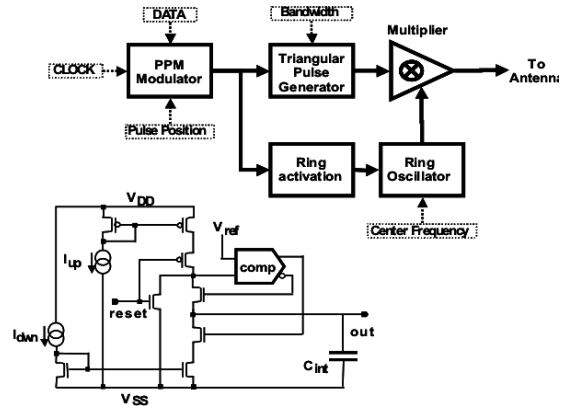 DATA
Bandwidth
Multiplier
CLOCK
PPM
Modulator
Triangular
Pulse
Generator
To
Antenna
Pulse Position
Ring
activation
Ring
Oscillator
Center Frequency
VDD
Vref
Iup
comp
reset
out
Idwn
Cint
VSS